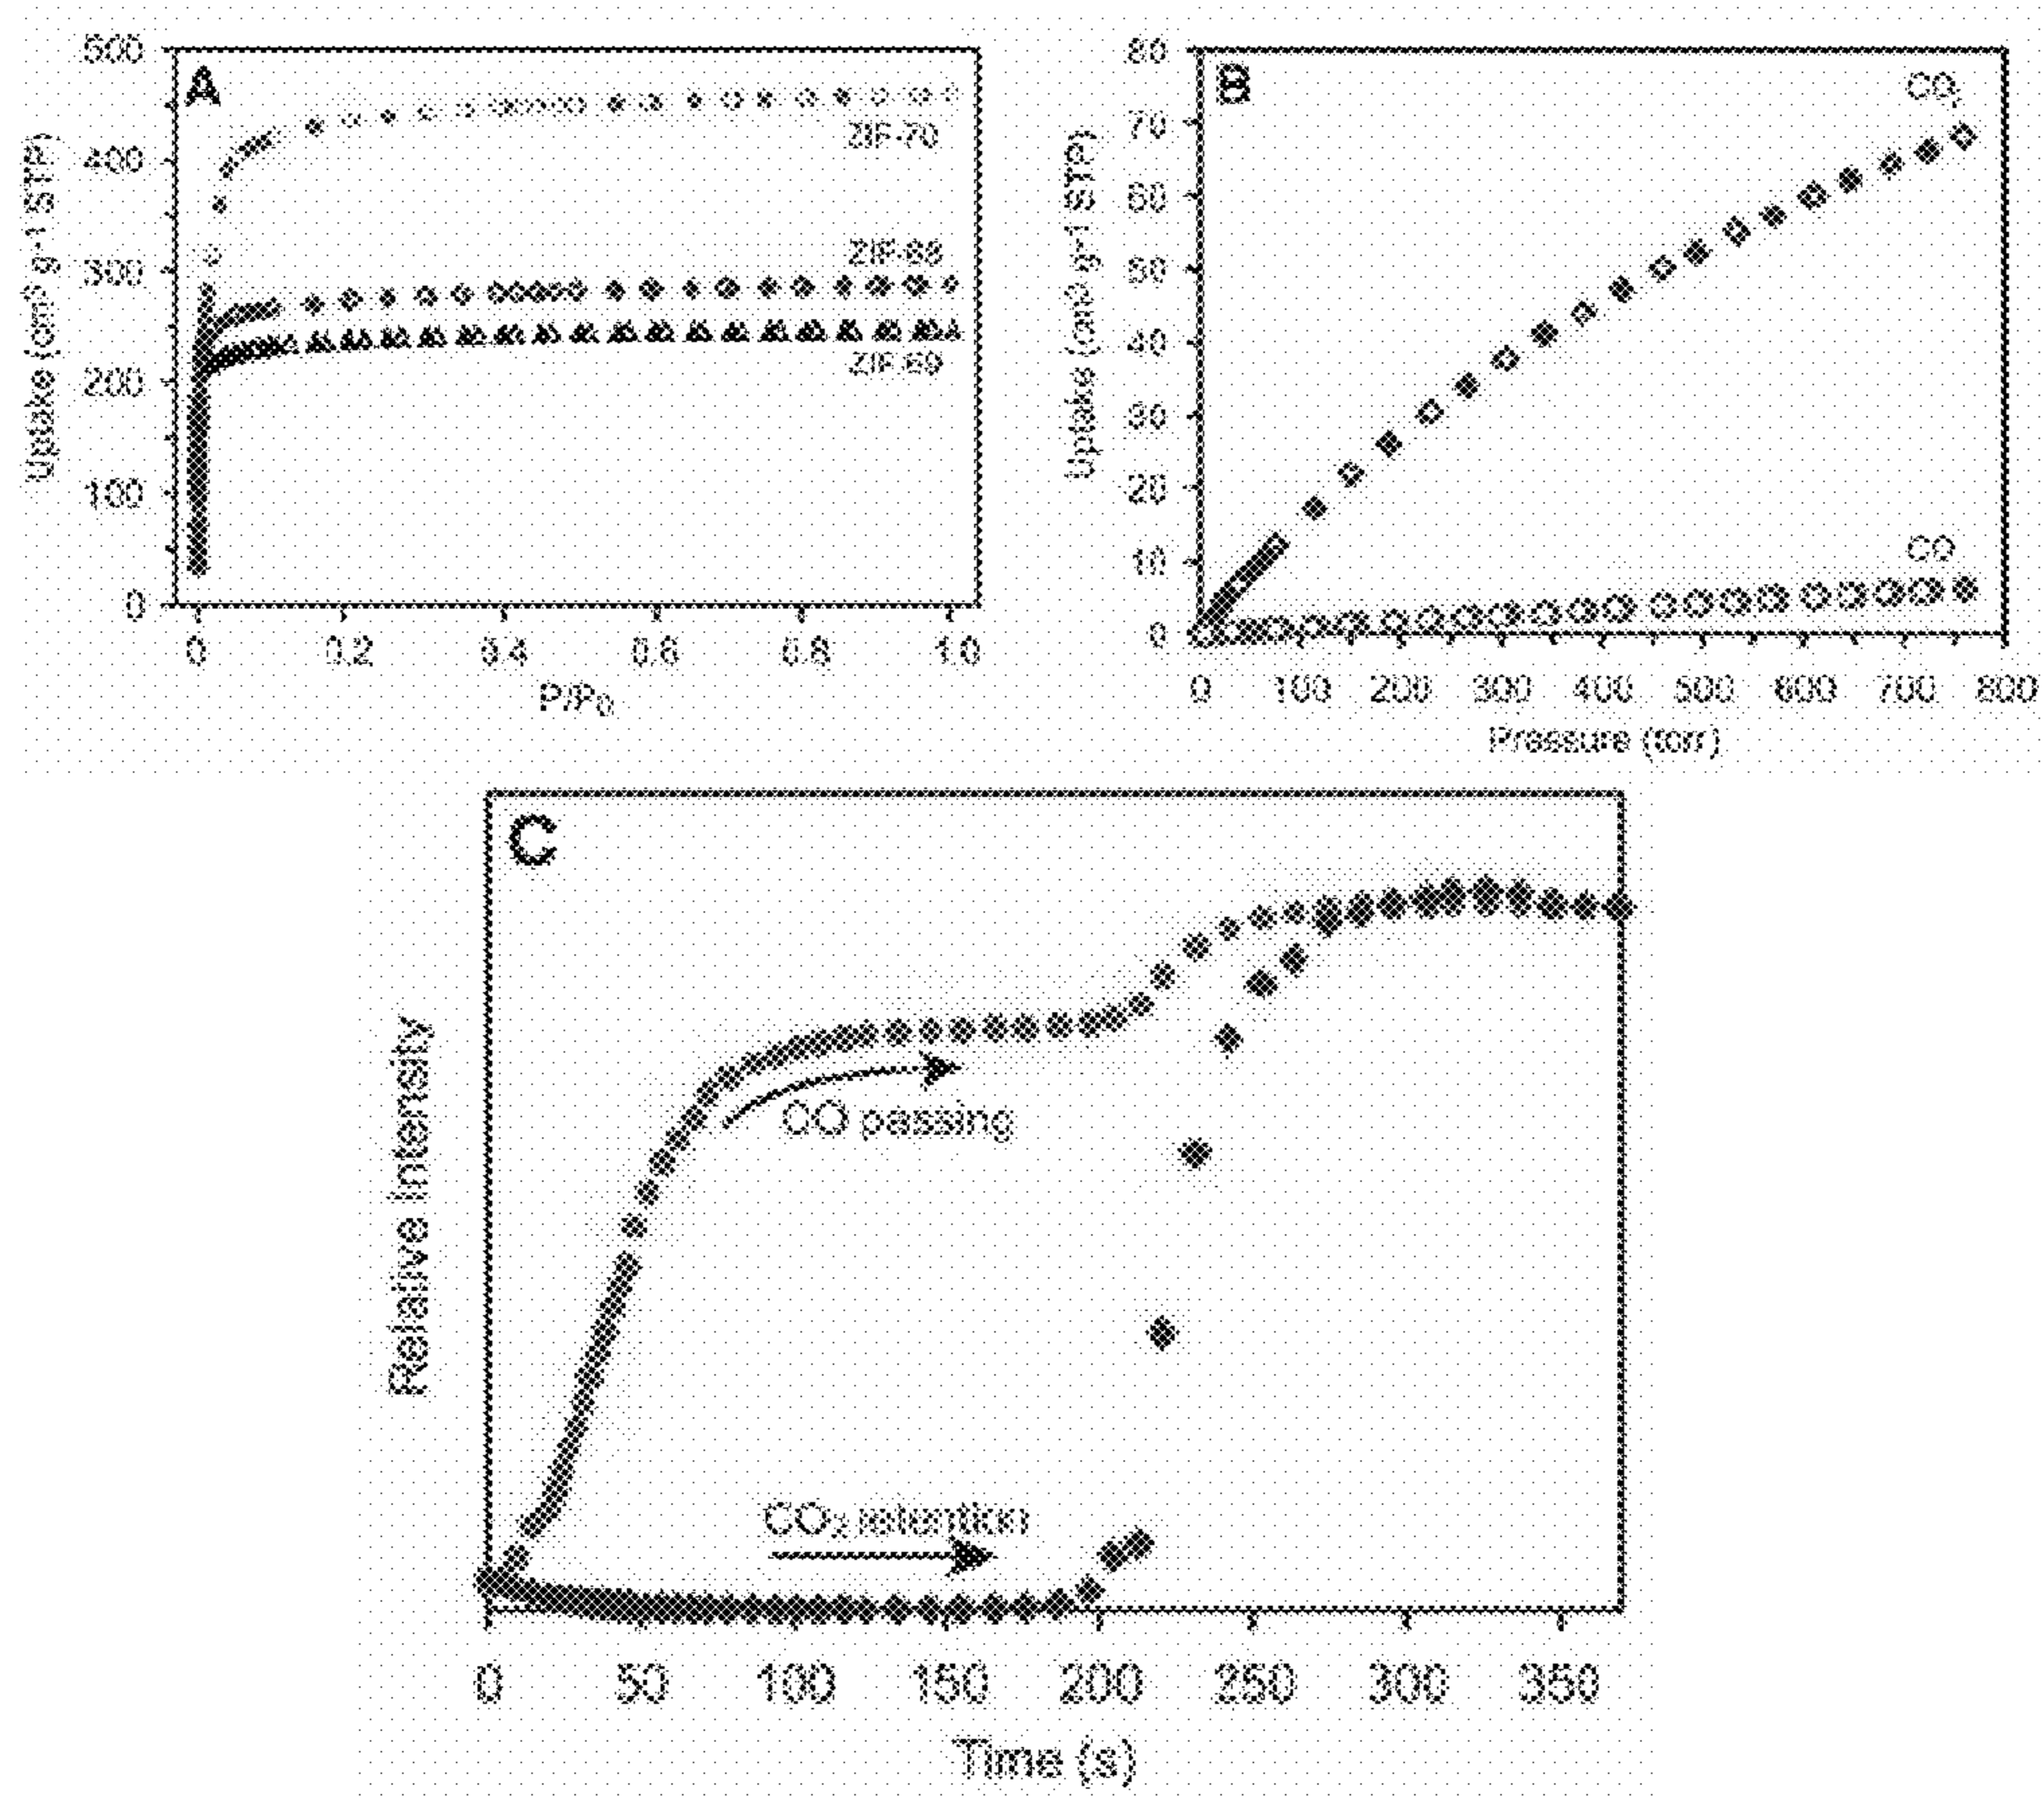 A
500
400
300
200
100
0
Uptake (cm³ g-1 STP)
ZIF-70
ZIF-68
ZIF-69
0 0.2 0.4 0.6 0.8 1.0
P/P₀
B
80
70
60
50
40
30
20
10
0
Uptake (cm³ g-1 STP)
CO₂
CO
0 100 200 300 400 500 600 700 800
Pressure (torr)
C
Relative Intensity
CO passing
CO₂ retention
0 50 100 150 200 250 300 350
Time (s)